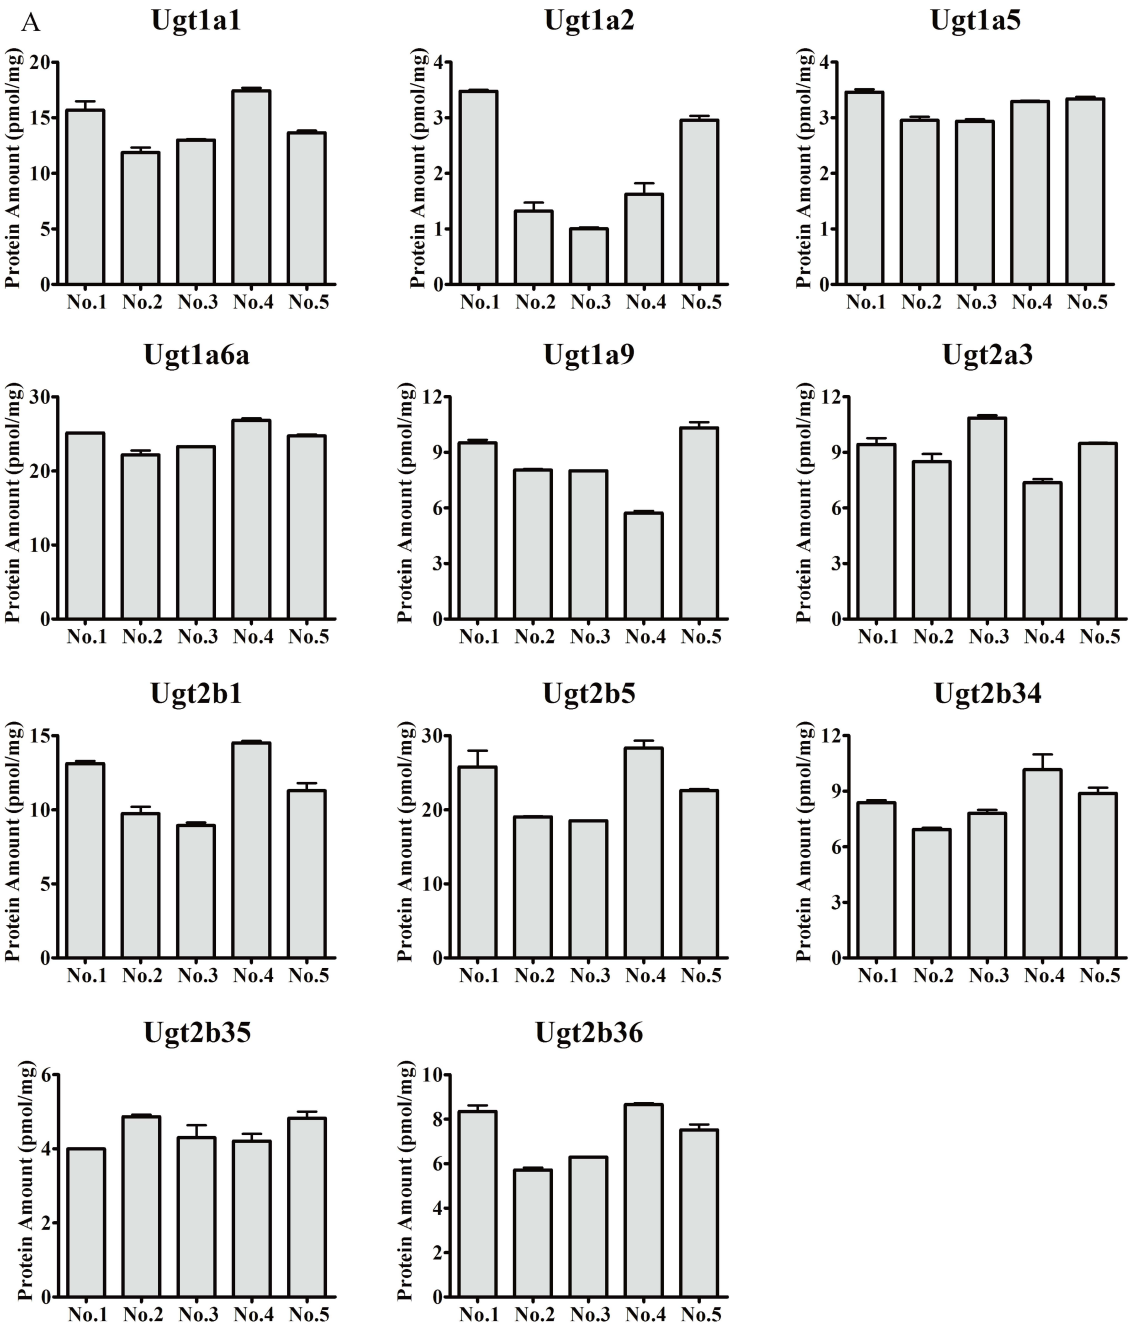 A
Ugt1a1
Ugt1a2
Ugt1a5
Protein Amount (pmol/mg)
20
15
10
5
0
No.1 No.2 No.3 No.4 No.5
Protein Amount (pmol/mg)
4
3
2
1
0
No.1 No.2 No.3 No.4 No.5
Protein Amount (pmol/mg)
4
3
2
1
0
No.1 No.2 No.3 No.4 No.5
Ugt1a6a
Ugt1a9
Ugt2a3
Protein Amount (pmol/mg)
30
20
10
0
No.1 No.2 No.3 No.4 No.5
Protein Amount (pmol/mg)
12
9
6
3
0
No.1 No.2 No.3 No.4 No.5
Protein Amount (pmol/mg)
12
9
6
3
0
No.1 No.2 No.3 No.4 No.5
Ugt2b1
Ugt2b5
Ugt2b34
Protein Amount (pmol/mg)
15
10
5
0
No.1 No.2 No.3 No.4 No.5
Protein Amount (pmol/mg)
30
20
10
0
No.1 No.2 No.3 No.4 No.5
Protein Amount (pmol/mg)
12
9
6
3
0
No.1 No.2 No.3 No.4 No.5
Ugt2b35
Ugt2b36
Protein Amount (pmol/mg)
6
4
2
0
No.1 No.2 No.3 No.4 No.5
Protein Amount (pmol/mg)
10
8
6
4
2
0
No.1 No.2 No.3 No.4 No.5